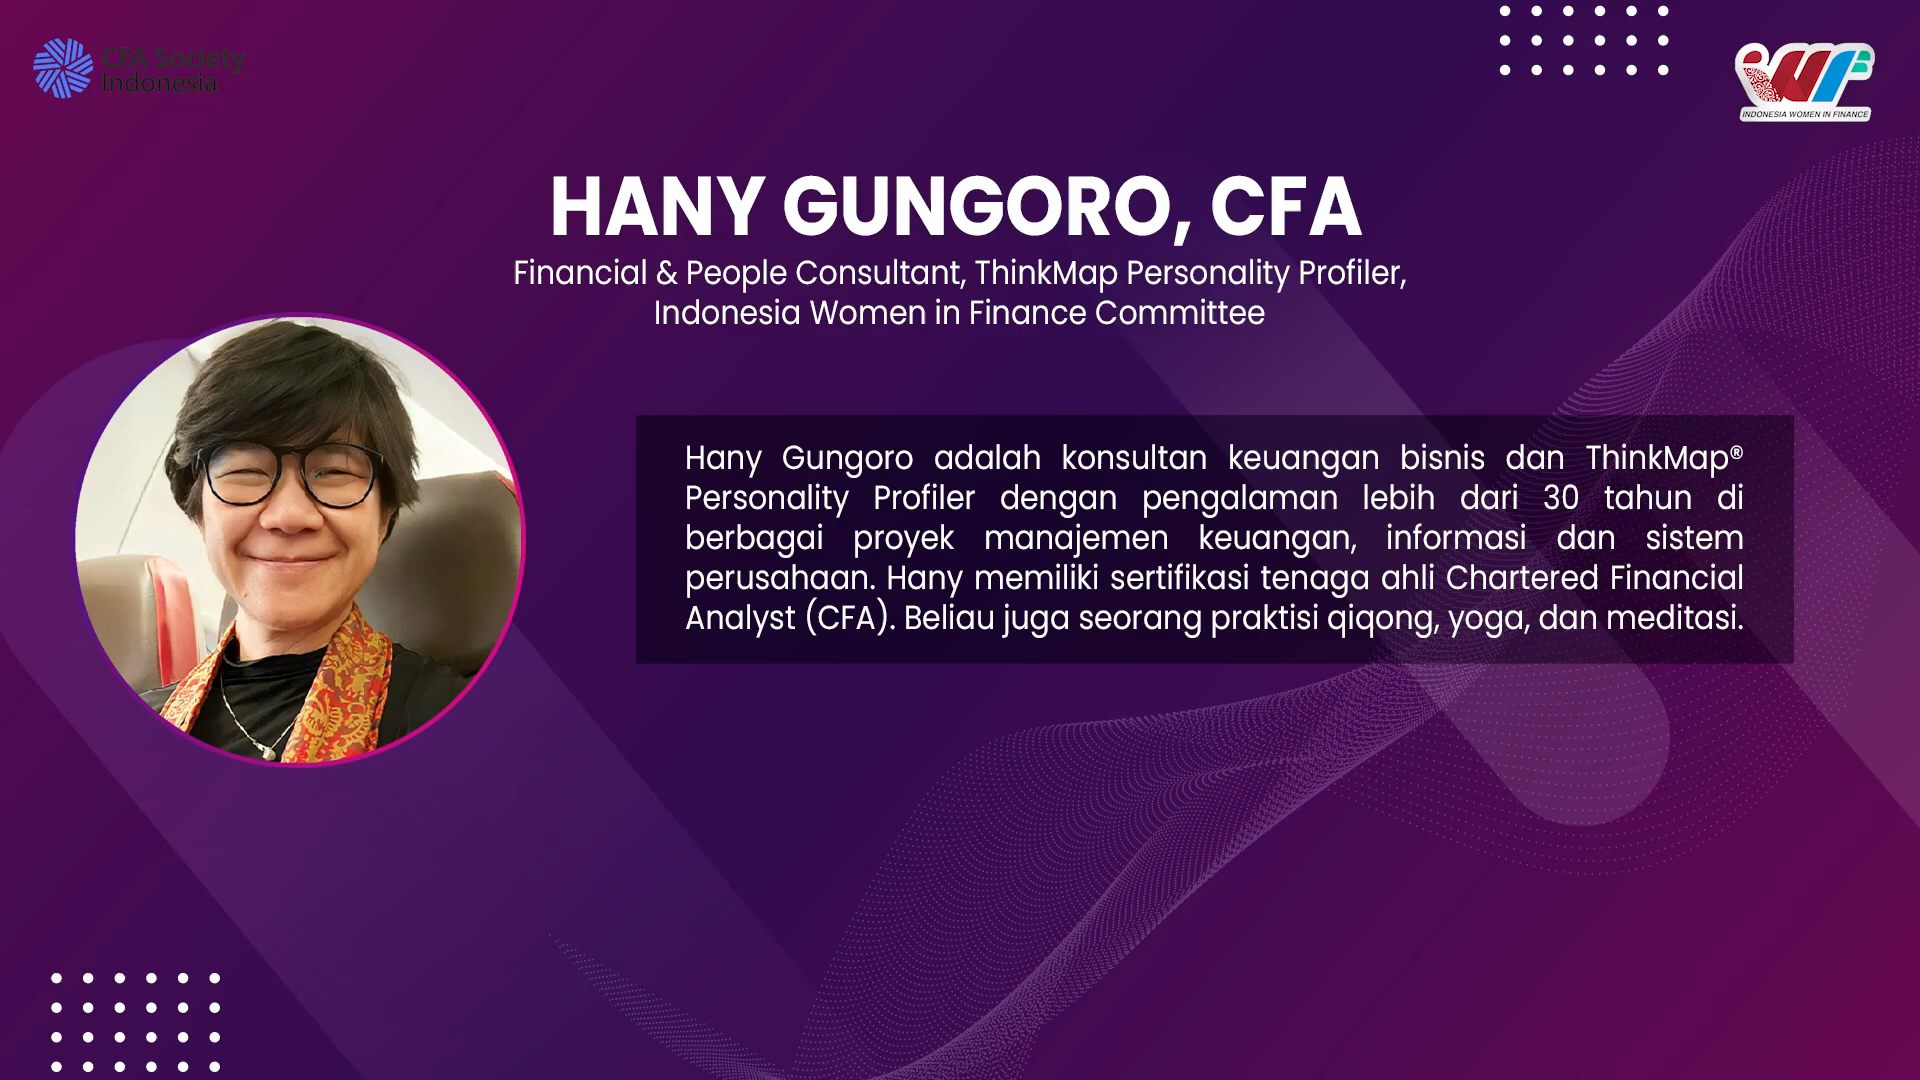 CFA Society
Indonesia
INDONESIA WOMEN IN FINANCE
HANY GUNGORO, CFA
Financial & People Consultant, ThinkMap Personality Profiler,
Indonesia Women in Finance Committee
Hany Gungoro adalah konsultan keuangan bisnis dan ThinkMap®
Personality Profiler dengan pengalaman lebih dari 30 tahun di
berbagai proyek manajemen keuangan, informasi dan sistem
perusahaan. Hany memiliki sertifikasi tenaga ahli Chartered Financial
Analyst (CFA). Beliau juga seorang praktisi qiqong, yoga, dan meditasi.